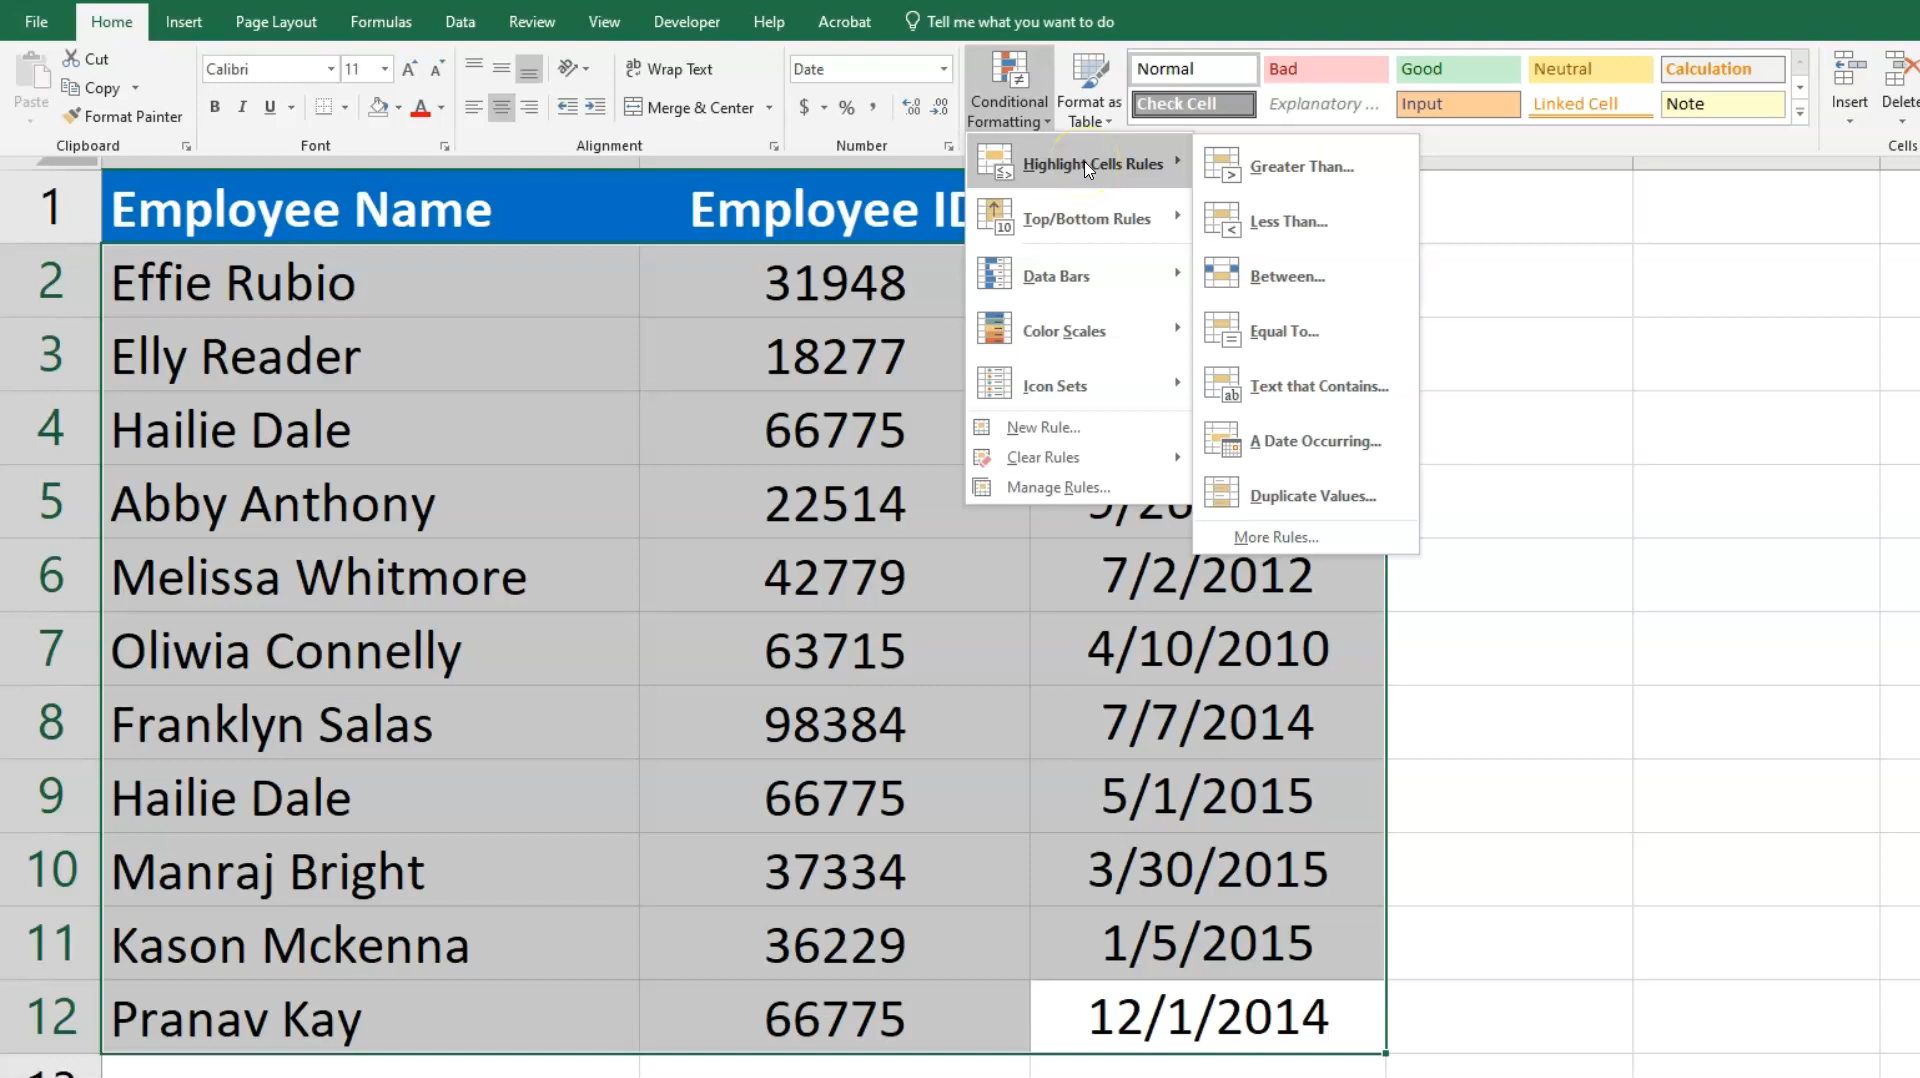 File Home Insert Page Layout Formulas Data Review View Developer Help Acrobat Tell me what you want to do
Paste Cut Copy Format Painter
Clipboard
Calibri 11
B I U A
Font
Wrap Text
Merge & Center
Alignment
Date
$ % ,
Number
Conditional Formatting
Format as Table
Normal Bad Good Neutral Calculation
Check Cell Explanatory ... Input Linked Cell Note
Insert Delete
Cells
Highlight Cells Rules
Top/Bottom Rules
Data Bars
Color Scales
Icon Sets
New Rule...
Clear Rules
Manage Rules...
Greater Than...
Less Than...
Between...
Equal To...
Text that Contains...
A Date Occurring...
Duplicate Values...
More Rules...
1 Employee Name Employee ID
2 Effie Rubio 31948
3 Elly Reader 18277
4 Hailie Dale 66775
5 Abby Anthony 22514
6 Melissa Whitmore 42779 7/2/2012
7 Oliwia Connelly 63715 4/10/2010
8 Franklyn Salas 98384 7/7/2014
9 Hailie Dale 66775 5/1/2015
10 Manraj Bright 37334 3/30/2015
11 Kason Mckenna 36229 1/5/2015
12 Pranav Kay 66775 12/1/2014